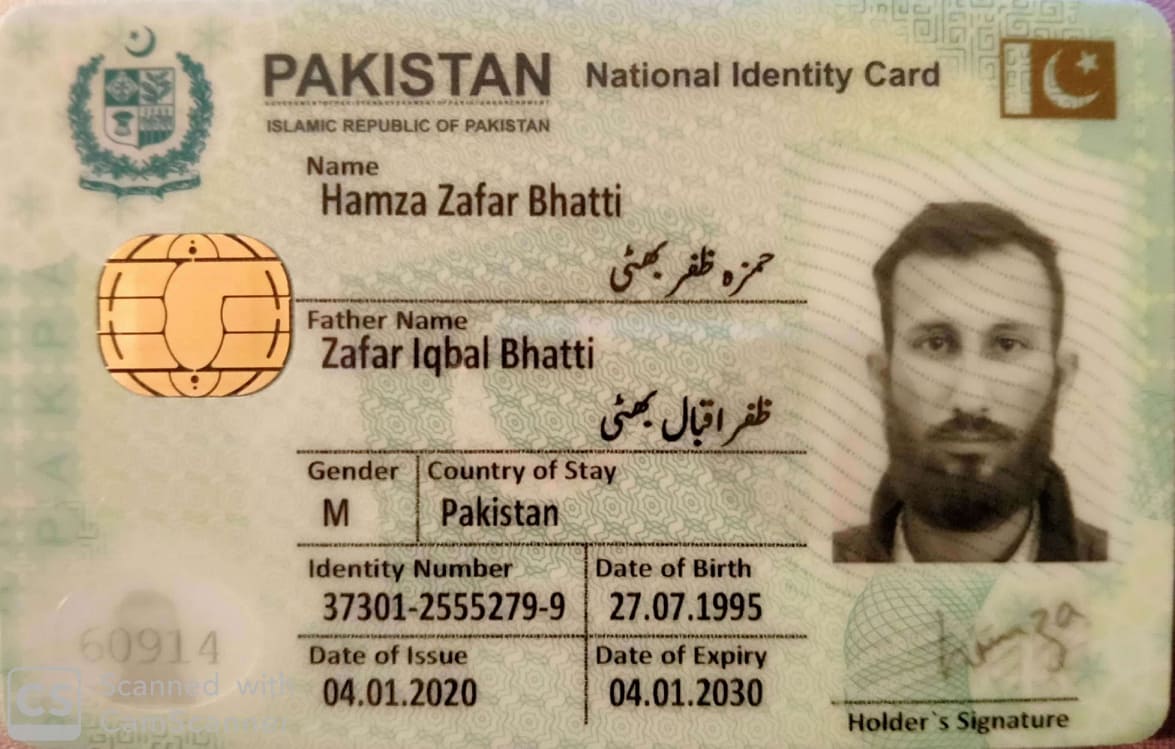 PAKISTAN National Identity Card
ISLAMIC REPUBLIC OF PAKISTAN
Name
Hamza Zafar Bhatti
حمزہ ظفر بھٹی
Father Name
Zafar Iqbal Bhatti
ظفر اقبال بھٹی
Gender Country of Stay
M Pakistan
Identity Number Date of Birth
37301-2555279-9 27.07.1995
Date of Issue Date of Expiry
04.01.2020 04.01.2030
60914
hamza
Holder`s Signature
CS Scanned with
CamScanner